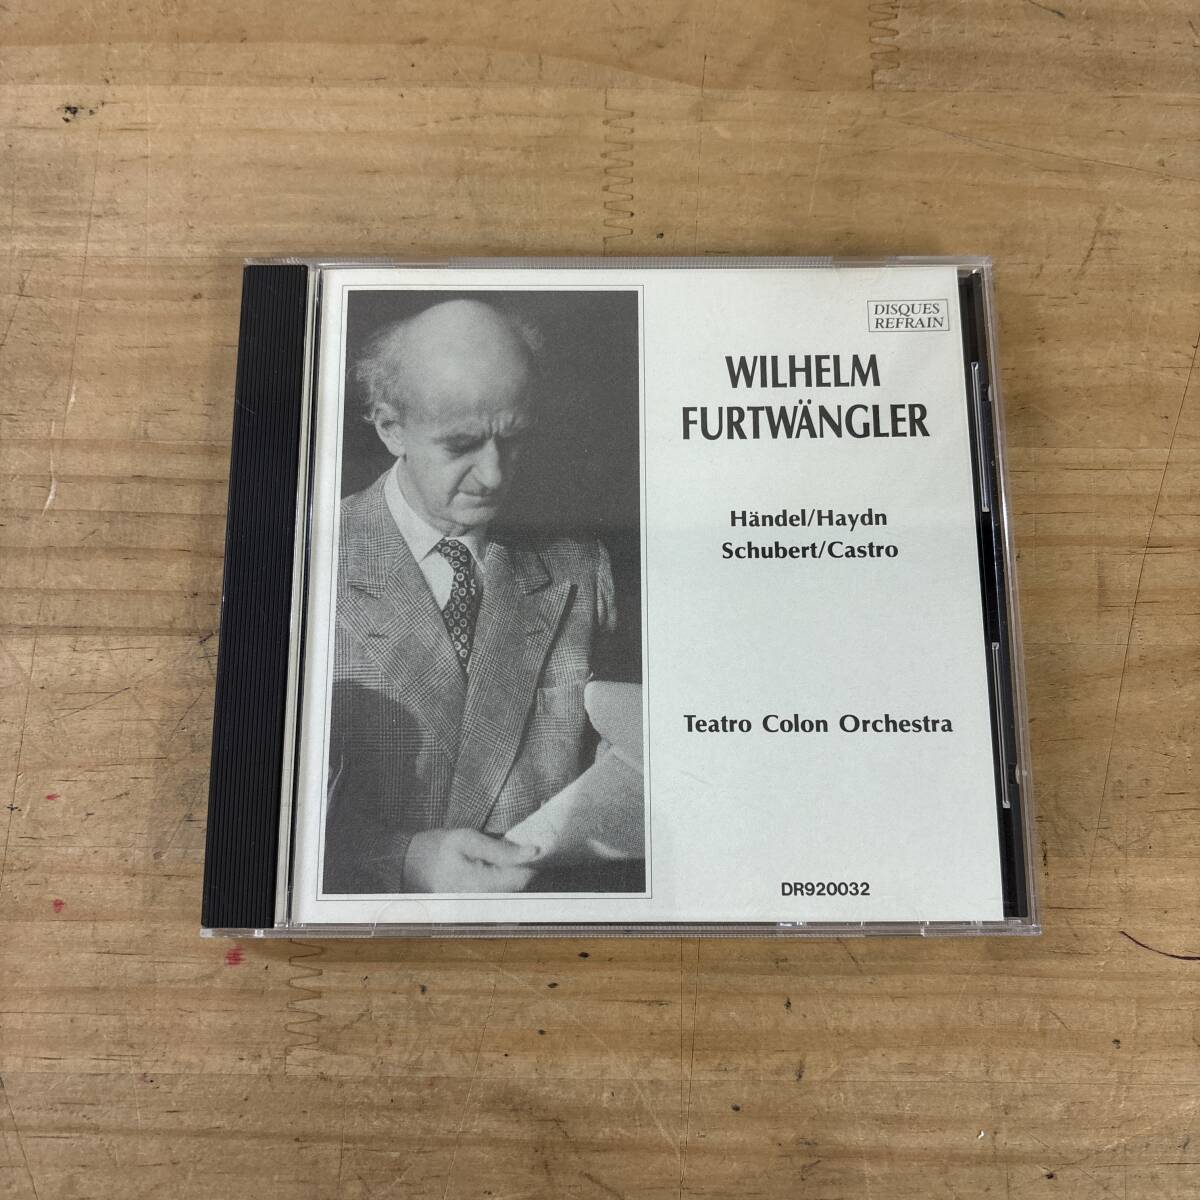 DISQUES
REFRAIN
WILHELM
FURTWÄNGLER
Händel/Haydn
Schubert/Castro
Teatro Colon Orchestra
DR920032